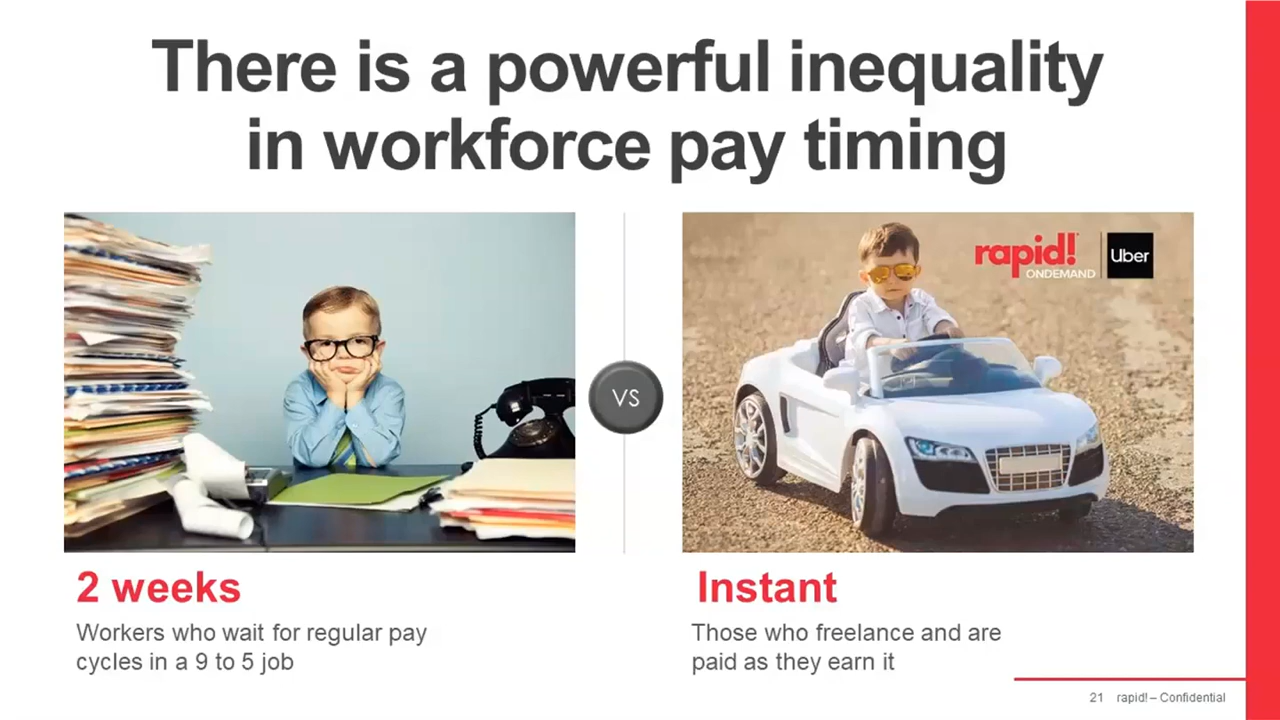 There is a powerful inequality
in workforce pay timing
rapid!
ONDEMAND
Uber
VS
2 weeks
Workers who wait for regular pay
cycles in a 9 to 5 job
Instant
Those who freelance and are
paid as they earn it
21 rapid! – Confidential